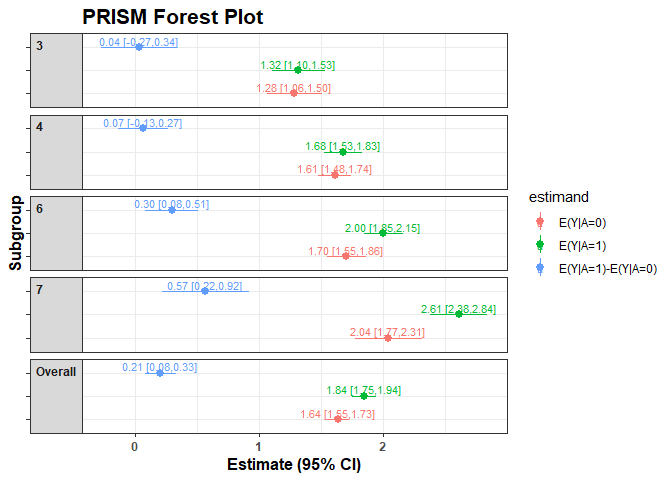 PRISM Forest Plot
3
0.04 [-0.27,0.34]
1.32 [1.10,1.53]
1.28 [1.06,1.50]
4
0.07 [-0.13,0.27]
1.68 [1.53,1.83]
1.61 [1.48,1.74]
6
0.30 [0.08,0.51]
2.00 [1.85,2.15]
1.70 [1.55,1.86]
7
0.57 [0.22,0.92]
2.61 [2.38,2.84]
2.04 [1.77,2.31]
Overall
0.21 [0.08,0.33]
1.84 [1.75,1.94]
1.64 [1.55,1.73]
Subgroup
0 1 2
Estimate (95% CI)
estimand
E(Y|A=0)
E(Y|A=1)
E(Y|A=1)-E(Y|A=0)